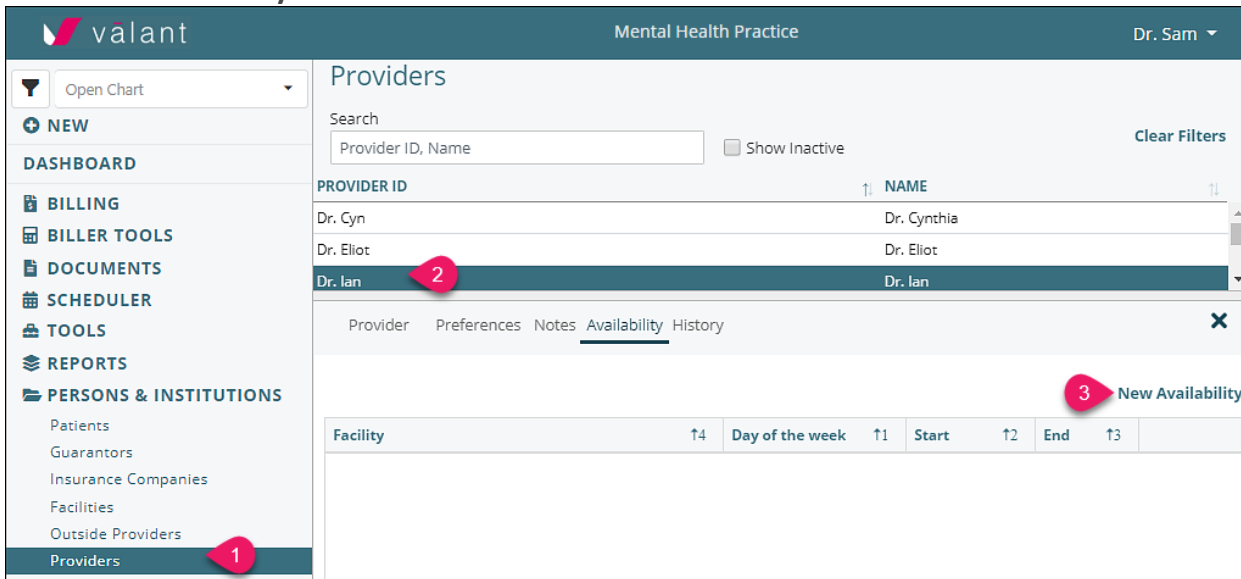 vālant
Mental Health Practice
Dr. Sam
Open Chart
NEW
DASHBOARD
BILLING
BILLER TOOLS
DOCUMENTS
SCHEDULER
TOOLS
REPORTS
PERSONS & INSTITUTIONS
Patients
Guarantors
Insurance Companies
Facilities
Outside Providers
Providers 1
Providers
Search
Provider ID, Name
Show Inactive
Clear Filters
PROVIDER ID NAME
Dr. Cyn Dr. Cynthia
Dr. Eliot Dr. Eliot
Dr. Ian 2 Dr. Ian
Provider Preferences Notes Availability History
3 New Availability
Facility ↑4 Day of the week ↑1 Start ↑2 End ↑3